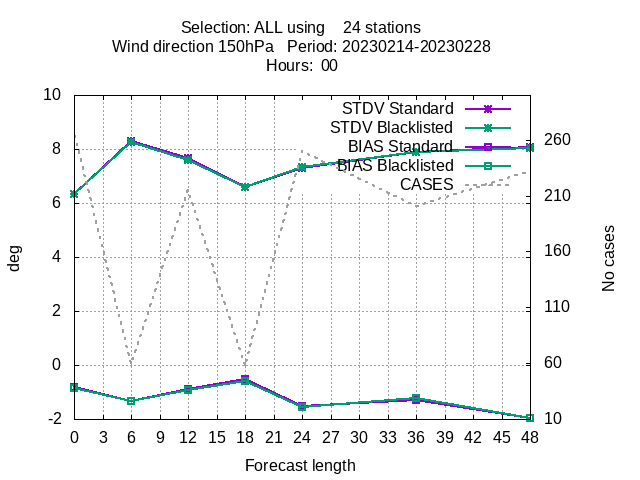 Selection: ALL using    24 stations
Wind direction 150hPa   Period: 20230214-20230228
Hours:  00
10
8
6
4
2
0
-2
deg
STDV Standard
STDV Blacklisted
BIAS Standard
BIAS Blacklisted
CASES
260
210
160
110
60
10
No cases
0 3 6 9 12 15 18 21 24 27 30 33 36 39 42 45 48
Forecast length